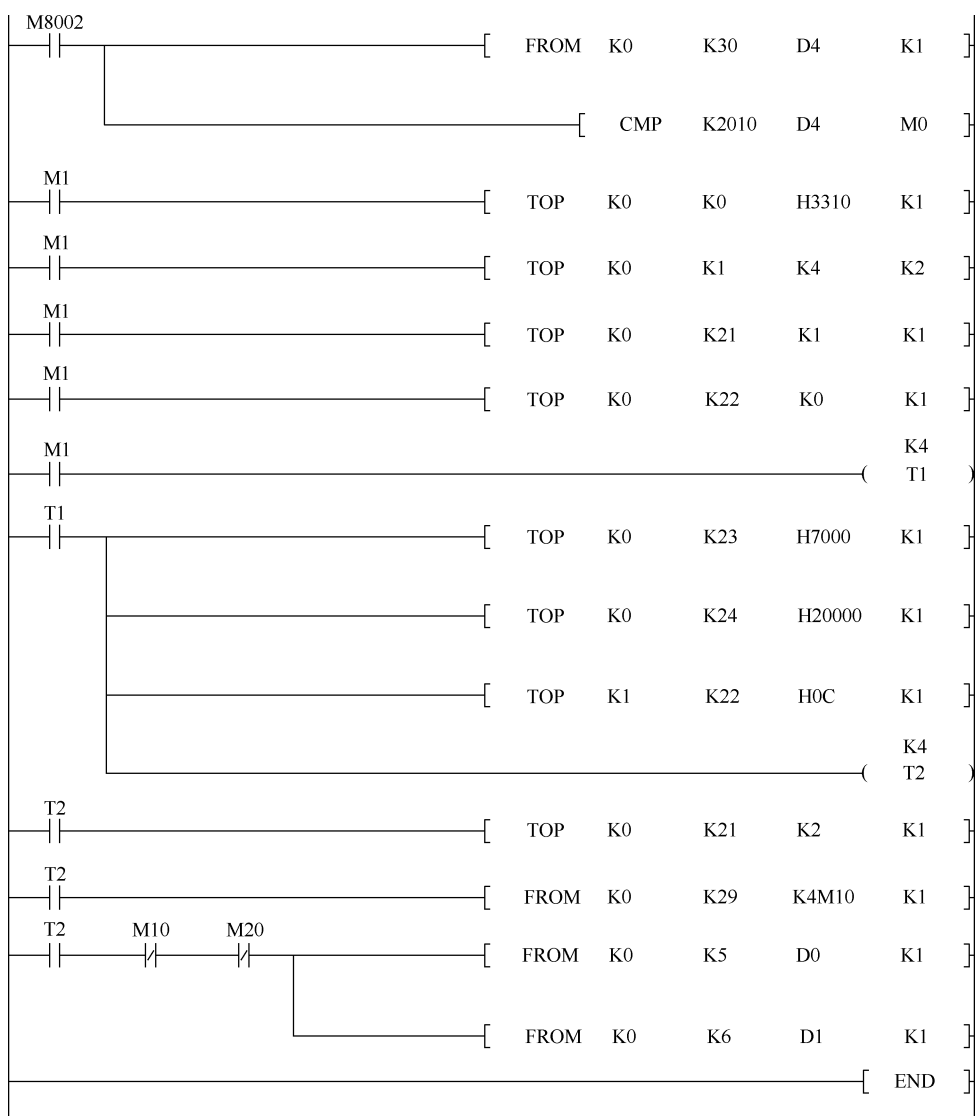 M8002
FROM K0 K30 D4 K1
CMP K2010 D4 M0
M1
TOP K0 K0 H3310 K1
M1
TOP K0 K1 K4 K2
M1
TOP K0 K21 K1 K1
M1
TOP K0 K22 K0 K1
M1
K4
T1
T1
TOP K0 K23 H7000 K1
TOP K0 K24 H20000 K1
TOP K1 K22 H0C K1
K4
T2
T2
TOP K0 K21 K2 K1
T2
FROM K0 K29 K4M10 K1
T2 M10 M20
FROM K0 K5 D0 K1
FROM K0 K6 D1 K1
END